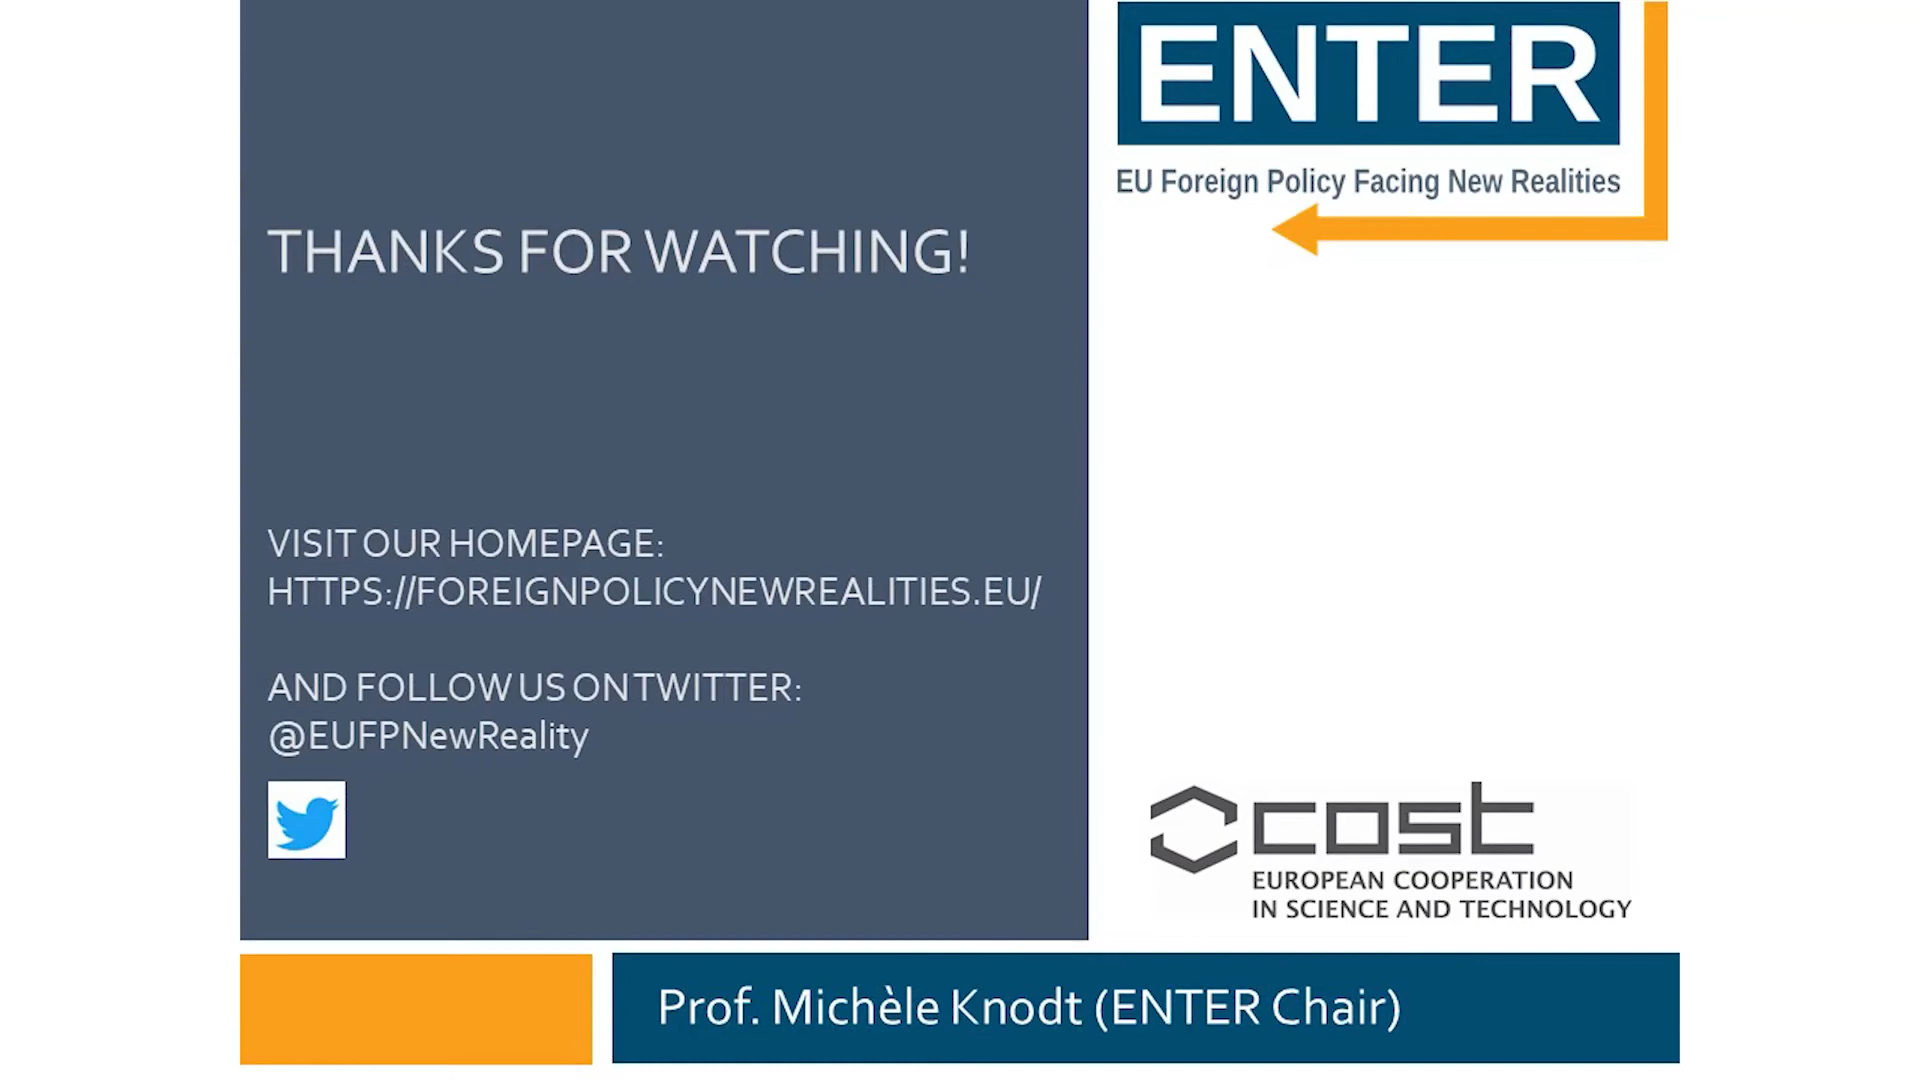 ENTER
EU Foreign Policy Facing New Realities
THANKS FOR WATCHING!
VISIT OUR HOMEPAGE:
HTTPS://FOREIGNPOLICYNEWREALITIES.EU/
AND FOLLOW US ON TWITTER:
@EUFPNewReality
cost
EUROPEAN COOPERATION
IN SCIENCE AND TECHNOLOGY
Prof. Michèle Knodt (ENTER Chair)